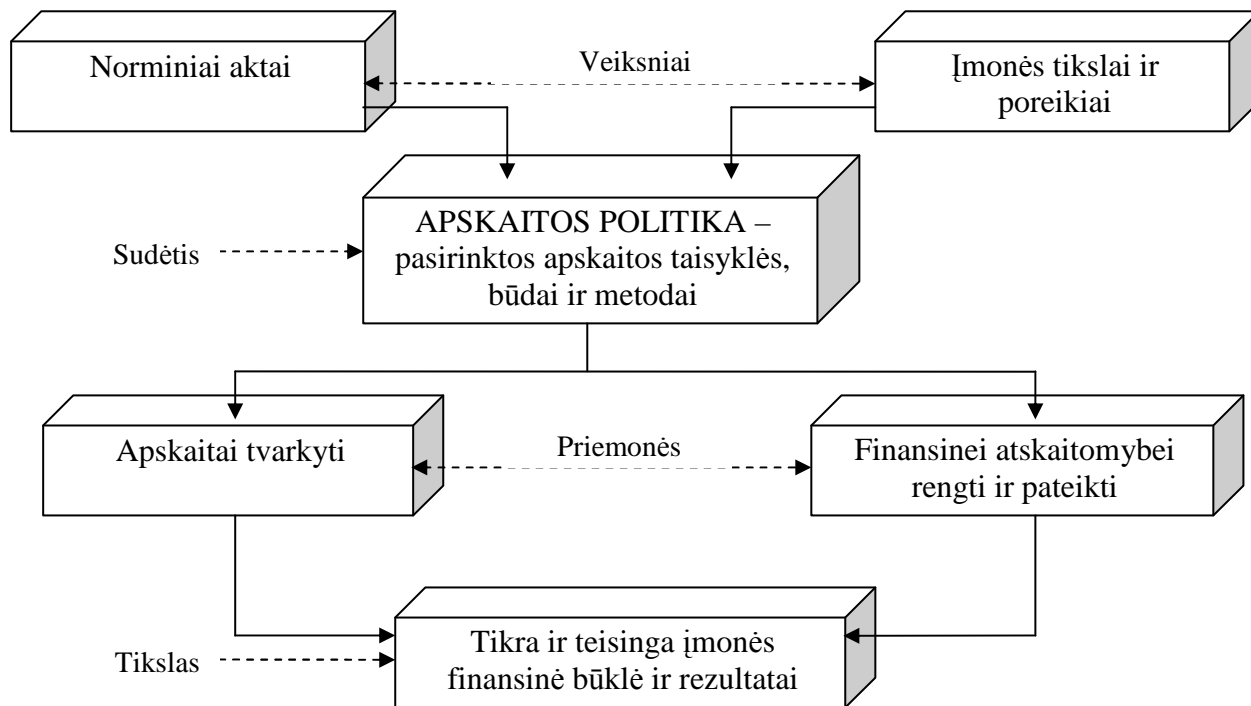 Norminiai aktai
Veiksniai
Įmonės tikslai ir
poreikiai
APSKAITOS POLITIKA –
pasirinktos apskaitos taisyklės,
būdai ir metodai
Sudėtis
Apskaitai tvarkyti
Priemonės
Finansinei atskaitomybei
rengti ir pateikti
Tikra ir teisinga įmonės
finansinė būklė ir rezultatai
Tikslas